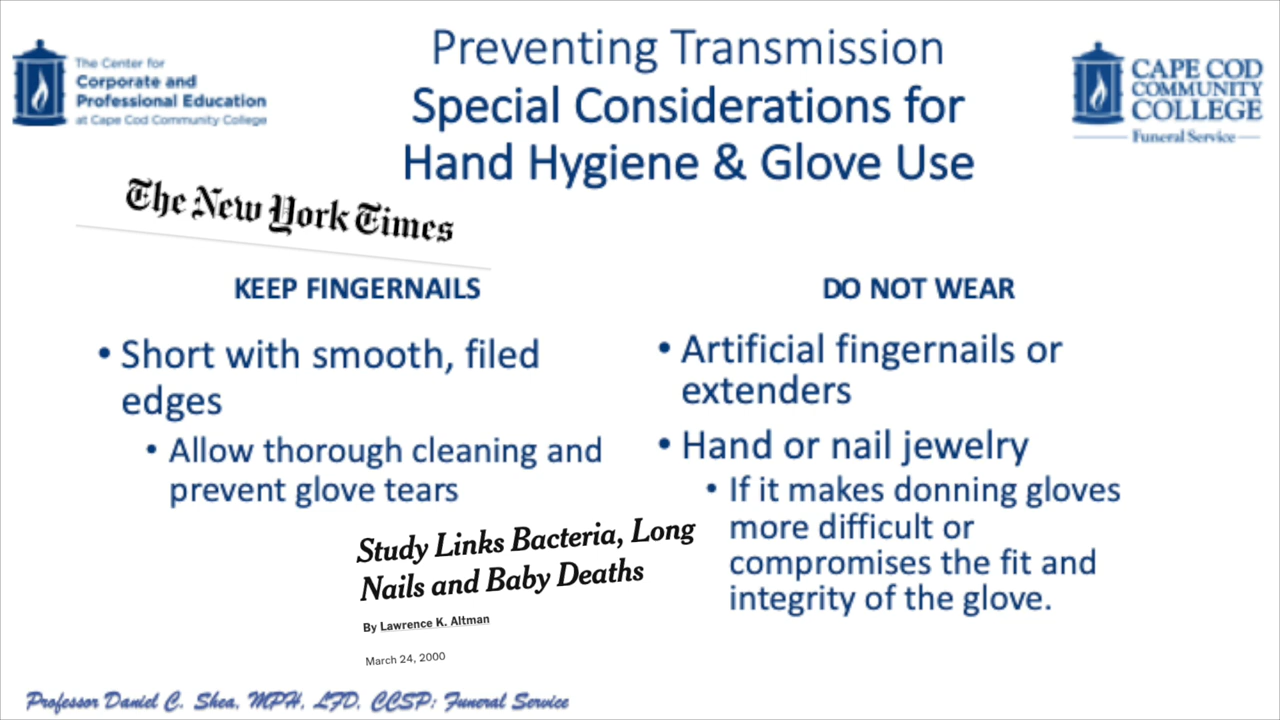 The Center for
Corporate and
Professional Education
at Cape Cod Community College
Preventing Transmission
Special Considerations for
Hand Hygiene & Glove Use
CAPE COD
COMMUNITY
COLLEGE
Funeral Service
The New York Times
KEEP FINGERNAILS
• Short with smooth, filed
edges
• Allow thorough cleaning and
prevent glove tears
DO NOT WEAR
• Artificial fingernails or
extenders
• Hand or nail jewelry
• If it makes donning gloves
more difficult or
compromises the fit and
integrity of the glove.
Study Links Bacteria, Long
Nails and Baby Deaths
By Lawrence K. Altman
March 24, 2000
Professor Daniel C. Shea, MPH, LFD, CCSP: Funeral Service